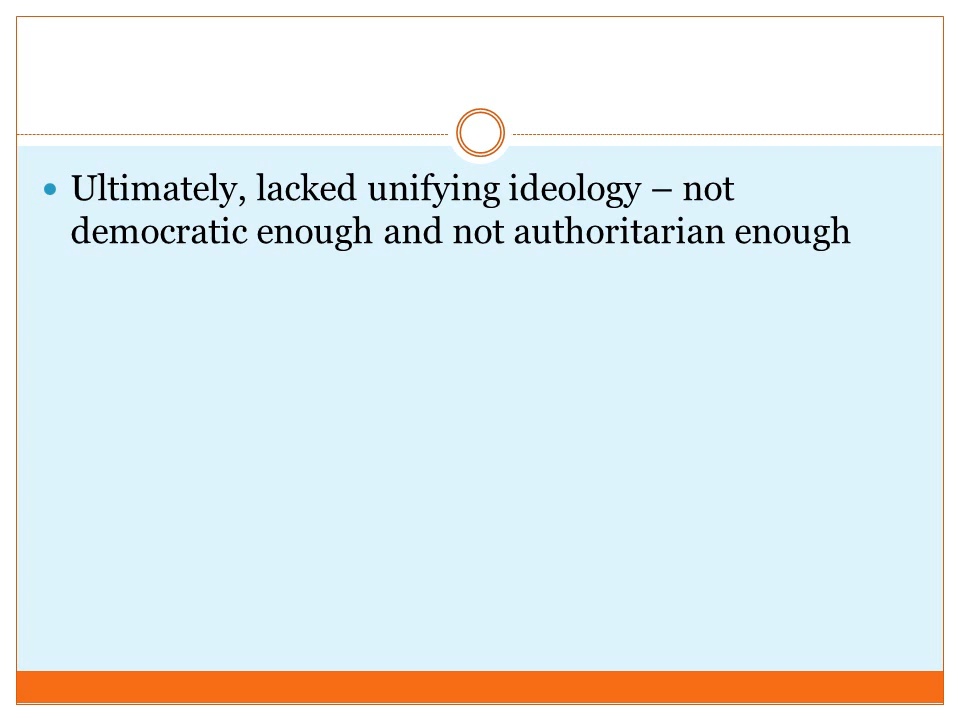 • Ultimately, lacked unifying ideology – not
democratic enough and not authoritarian enough